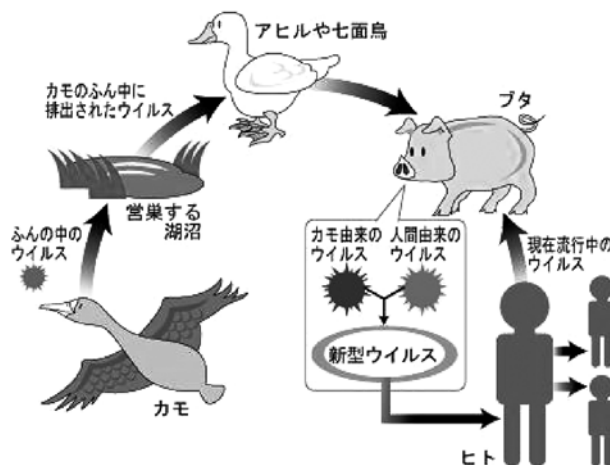 アヒルや七面鳥
カモのふん中に
排出されたウイルス
ブタ
営巣する
湖沼
ふんの中の
ウイルス
カモ
カモ由来の
ウイルス
人間由来の
ウイルス
新型ウイルス
現在流行中の
ウイルス
ヒト